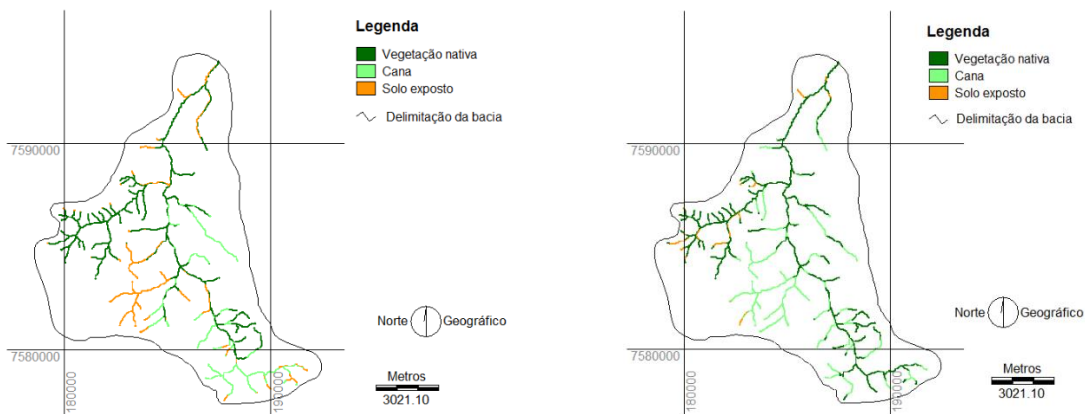 Legenda
Vegetação nativa
Cana
Solo exposto
Delimitação da bacia
7590000
Norte Geográfico
7580000
Metros
3021.10
180000
190000
Legenda
Vegetação nativa
Cana
Solo exposto
Delimitação da bacia
7590000
Norte Geográfico
7580000
Metros
3021.10
180000
190000